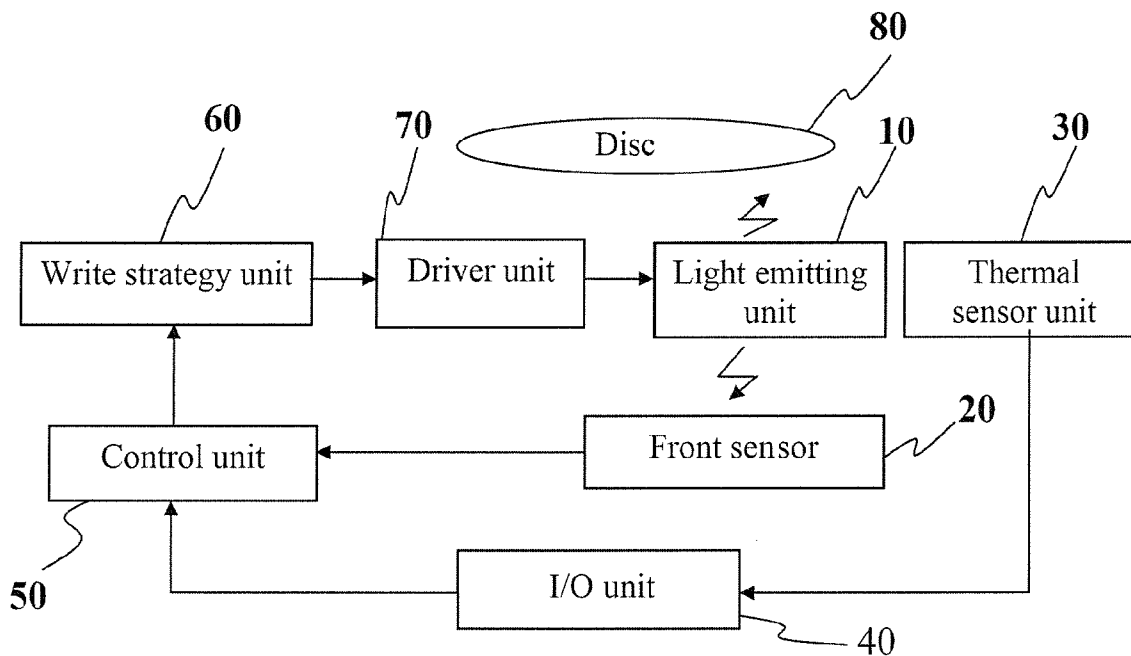 80
60
70
10
30
Disc
Write strategy unit
Driver unit
Light emitting
unit
Thermal
sensor unit
20
Control unit
Front sensor
50
I/O unit
40